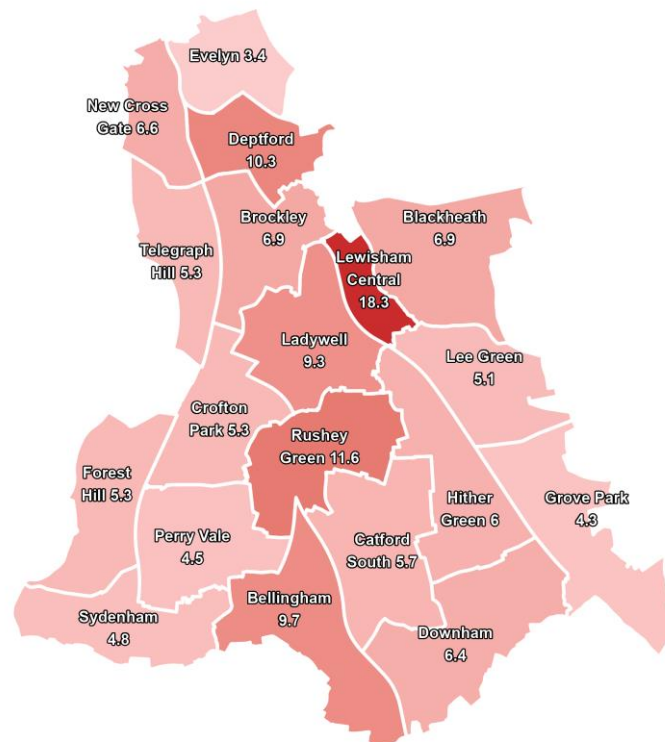 Evelyn 3.4
New Cross
Gate 6.6
Deptford
10.3
Brockley
6.9
Blackheath
6.9
Telegraph
Hill 5.3
Lewisham
Central
18.3
Ladywell
9.3
Lee Green
5.1
Crofton
Park 5.3
Rushey
Green 11.6
Forest
Hill 5.3
Hither
Green 6
Grove Park
4.3
Perry Vale
4.5
Catford
South 5.7
Bellingham
9.7
Sydenham
4.8
Downham
6.4